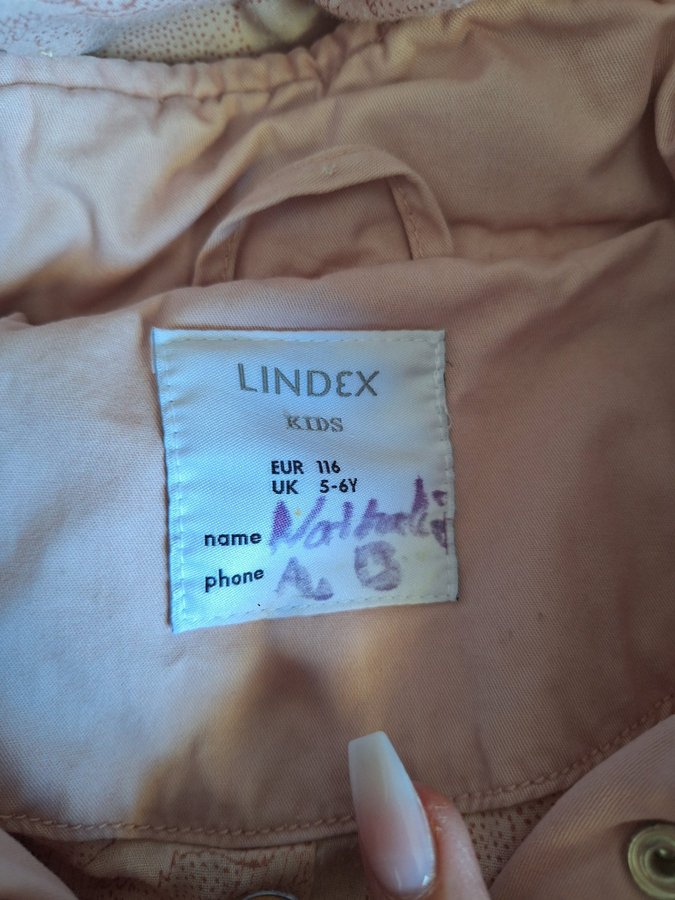 LINDEX
KIDS
EUR 116
UK 5-6Y
name
phone A. B